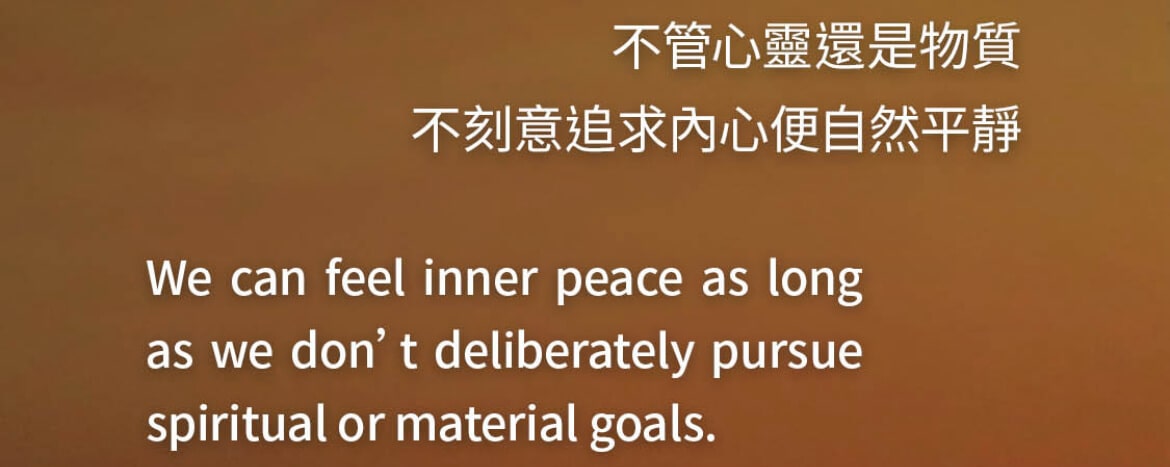 不管心靈還是物質
不刻意追求內心便自然平靜
We can feel inner peace as long
as we don’t deliberately pursue
spiritual or material goals.